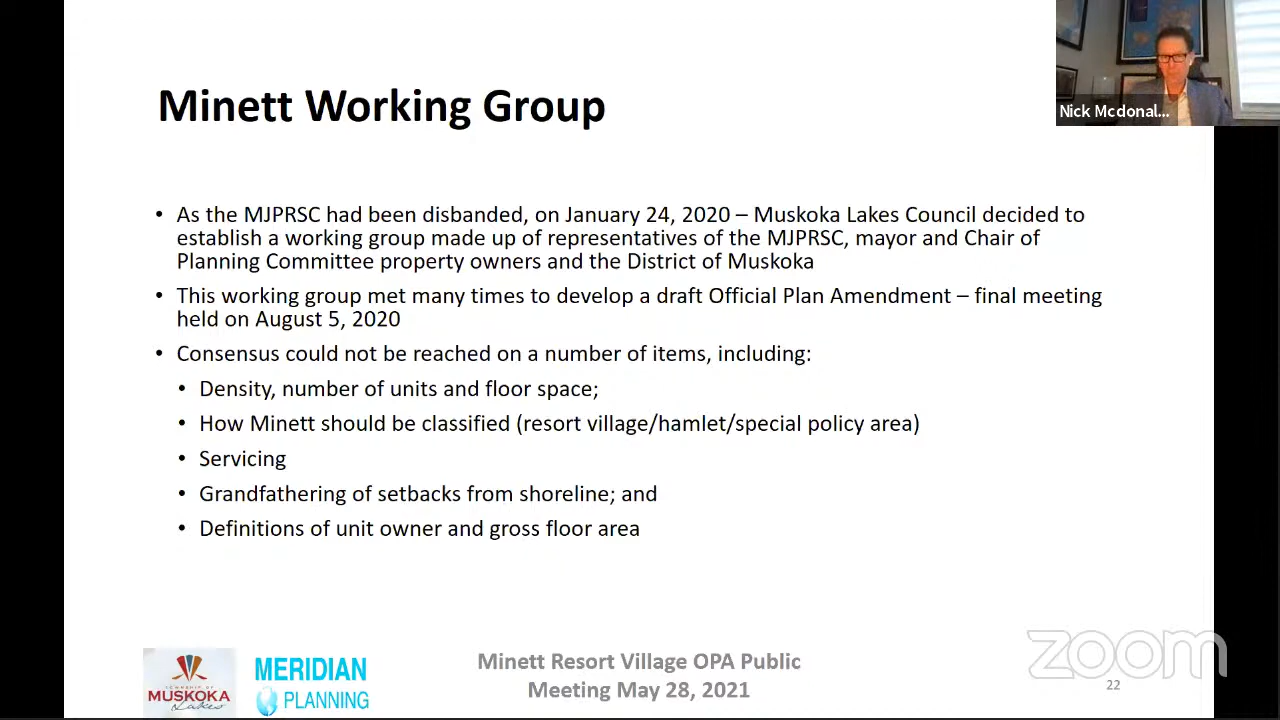 Nick Mcdonal...
Minett Working Group
• As the MJPRSC had been disbanded, on January 24, 2020 – Muskoka Lakes Council decided to
establish a working group made up of representatives of the MJPRSC, mayor and Chair of
Planning Committee property owners and the District of Muskoka
• This working group met many times to develop a draft Official Plan Amendment – final meeting
held on August 5, 2020
• Consensus could not be reached on a number of items, including:
• Density, number of units and floor space;
• How Minett should be classified (resort village/hamlet/special policy area)
• Servicing
• Grandfathering of setbacks from shoreline; and
• Definitions of unit owner and gross floor area
TOWNSHIP OF
MUSKOKA
Lakes
MERIDIAN
PLANNING
Minett Resort Village OPA Public
Meeting May 28, 2021
zoom
22